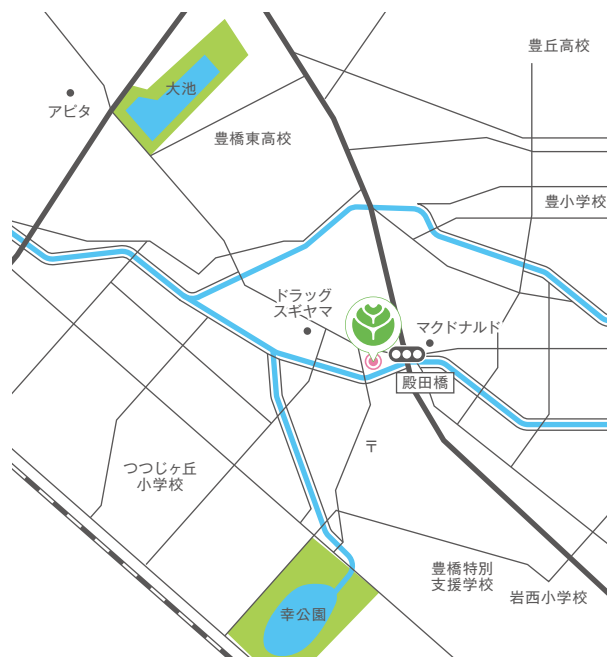 豊丘高校
大池
アピタ
豊橋東高校
豊小学校
ドラッグ
スギヤマ
マクドナルド
殿田橋
〒
つつじヶ丘
小学校
豊橋特別
支援学校
岩西小学校
幸公園